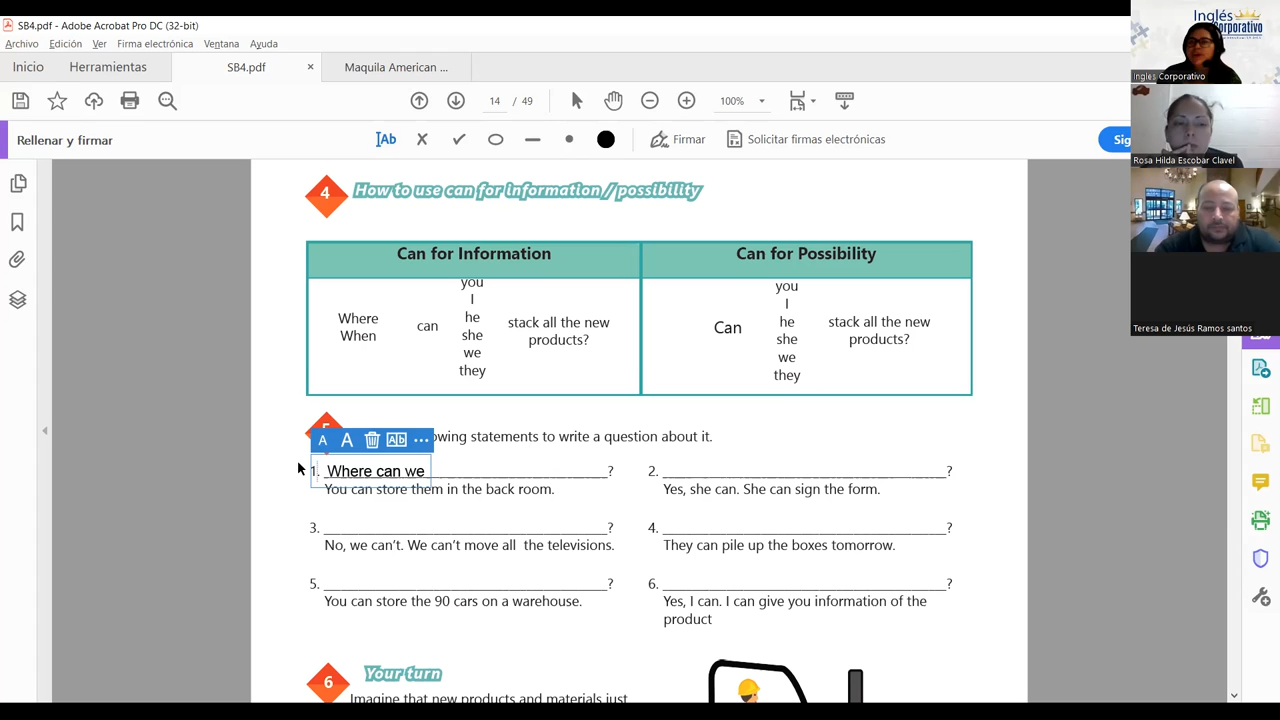 SB4.pdf - Adobe Acrobat Pro DC (32-bit)
Archivo Edición Ver Firma electrónica Ventana Ayuda
Inicio Herramientas SB4.pdf × Maquila American ...
14 / 49 100%
Rellenar y firmar Ab Firmar Solicitar firmas electrónicas Sig
Inglés Corporativo
Ingles Corporativo
Rosa Hilda Escobar Clavel
Teresa de Jesús Ramos santos
4 How to use can for information / possibility
Can for Information Can for Possibility
Where
When
can
you
I
he
she
we
they
stack all the new
products?
Can
you
I
he
she
we
they
stack all the new
products?
owing statements to write a question about it.
1. Where can we ?
You can store them in the back room.
2. ?
Yes, she can. She can sign the form.
3. ?
No, we can't. We can't move all the televisions.
4. ?
They can pile up the boxes tomorrow.
5. ?
You can store the 90 cars on a warehouse.
6. ?
Yes, I can. I can give you information of the
product
6 Your turn
Imagine that new products and materials just